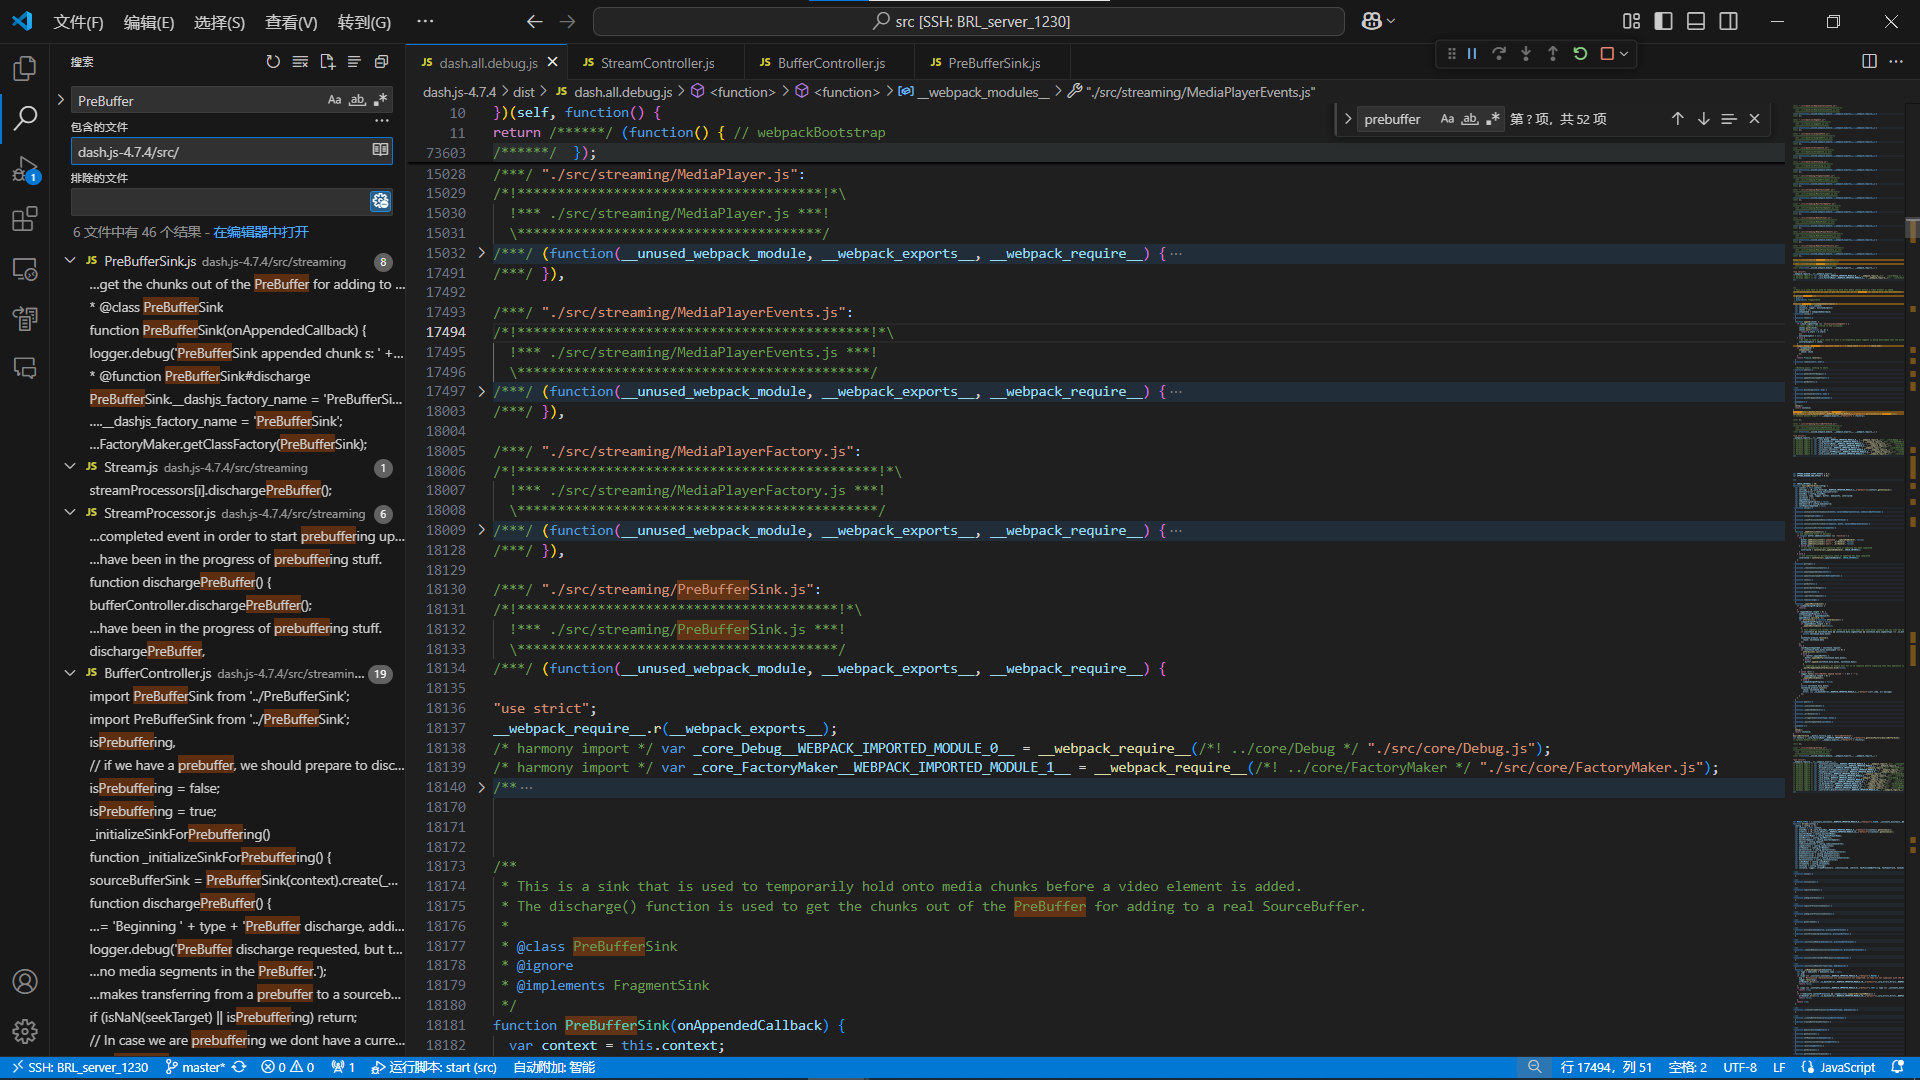 文件(F) 编辑(E) 选择(S) 查看(V) 转到(G) ··· src [SSH: BRL_server_1230]
搜索
PreBuffer Aa ab .*
包含的文件
dash.js-4.7.4/src/
排除的文件
6 文件中有 46 个结果 - 在编辑器中打开
JS PreBufferSink.js dash.js-4.7.4/src/streaming 8
...get the chunks out of the PreBuffer for adding to ...
* @class PreBufferSink
function PreBufferSink(onAppendedCallback) {
logger.debug('PreBufferSink appended chunk s: ' +...
* @function PreBufferSink#discharge
PreBufferSink.__dashjs_factory_name = 'PreBufferSi...
....__dashjs_factory_name = 'PreBufferSink';
...FactoryMaker.getClassFactory(PreBufferSink);
JS Stream.js dash.js-4.7.4/src/streaming 1
streamProcessors[i].dischargePreBuffer();
JS StreamProcessor.js dash.js-4.7.4/src/streaming 6
...completed event in order to start prebuffering up...
...have been in the progress of prebuffering stuff.
function dischargePreBuffer() {
bufferController.dischargePreBuffer();
...have been in the progress of prebuffering stuff.
dischargePreBuffer,
JS BufferController.js dash.js-4.7.4/src/streamin... 19
import PreBufferSink from '../PreBufferSink';
import PreBufferSink from '../PreBufferSink';
isPrebuffering,
// if we have a prebuffer, we should prepare to disc...
isPrebuffering = false;
isPrebuffering = true;
_initializeSinkForPrebuffering()
function _initializeSinkForPrebuffering() {
sourceBufferSink = PreBufferSink(context).create(_...
function dischargePreBuffer() {
...= 'Beginning ' + type + 'PreBuffer discharge, addi...
logger.debug('PreBuffer discharge requested, but t...
...no media segments in the PreBuffer.');
...makes transferring from a prebuffer to a sourceb...
if (isNaN(seekTarget) || isPrebuffering) return;
// In case we are prebuffering we dont have a curre...
JS dash.all.debug.js JS StreamController.js JS BufferController.js JS PreBufferSink.js
dash.js-4.7.4 > dist > JS dash.all.debug.js > <function> > <function> > __webpack_modules__ > "./src/streaming/MediaPlayerEvents.js"
prebuffer Aa ab .* 第 ? 项，共 52 项
10 })(self, function() {
11 return /******/ (function() { // webpackBootstrap
73603 /******/ });
15028 /***/ "./src/streaming/MediaPlayer.js":
15029 /*!**************************************!*\
15030 !*** ./src/streaming/MediaPlayer.js ***!
15031 \**************************************/
15032 /***/ (function(__unused_webpack_module, __webpack_exports__, __webpack_require__) { ···
17491 /***/ }),
17492
17493 /***/ "./src/streaming/MediaPlayerEvents.js":
17494 /*!********************************************!*\
17495 !*** ./src/streaming/MediaPlayerEvents.js ***!
17496 \********************************************/
17497 /***/ (function(__unused_webpack_module, __webpack_exports__, __webpack_require__) { ···
18003 /***/ }),
18004
18005 /***/ "./src/streaming/MediaPlayerFactory.js":
18006 /*!*********************************************!*\
18007 !*** ./src/streaming/MediaPlayerFactory.js ***!
18008 \*********************************************/
18009 /***/ (function(__unused_webpack_module, __webpack_exports__, __webpack_require__) { ···
18128 /***/ }),
18129
18130 /***/ "./src/streaming/PreBufferSink.js":
18131 /*!****************************************!*\
18132 !*** ./src/streaming/PreBufferSink.js ***!
18133 \****************************************/
18134 /***/ (function(__unused_webpack_module, __webpack_exports__, __webpack_require__) {
18135
18136 "use strict";
18137 __webpack_require__.r(__webpack_exports__);
18138 /* harmony import */ var _core_Debug__WEBPACK_IMPORTED_MODULE_0__ = __webpack_require__(/*! ../core/Debug */ "./src/core/Debug.js");
18139 /* harmony import */ var _core_FactoryMaker__WEBPACK_IMPORTED_MODULE_1__ = __webpack_require__(/*! ../core/FactoryMaker */ "./src/core/FactoryMaker.js");
18140 /** ···
18170
18171
18172
18173 /**
18174 * This is a sink that is used to temporarily hold onto media chunks before a video element is added.
18175 * The discharge() function is used to get the chunks out of the PreBuffer for adding to a real SourceBuffer.
18176 *
18177 * @class PreBufferSink
18178 * @ignore
18179 * @implements FragmentSink
18180 */
18181 function PreBufferSink(onAppendedCallback) {
18182 var context = this.context;
SSH: BRL_server_1230 master* 0 0 1 运行脚本: start (src) 自动附加: 智能 行 17494，列 51 空格: 2 UTF-8 LF JavaScript